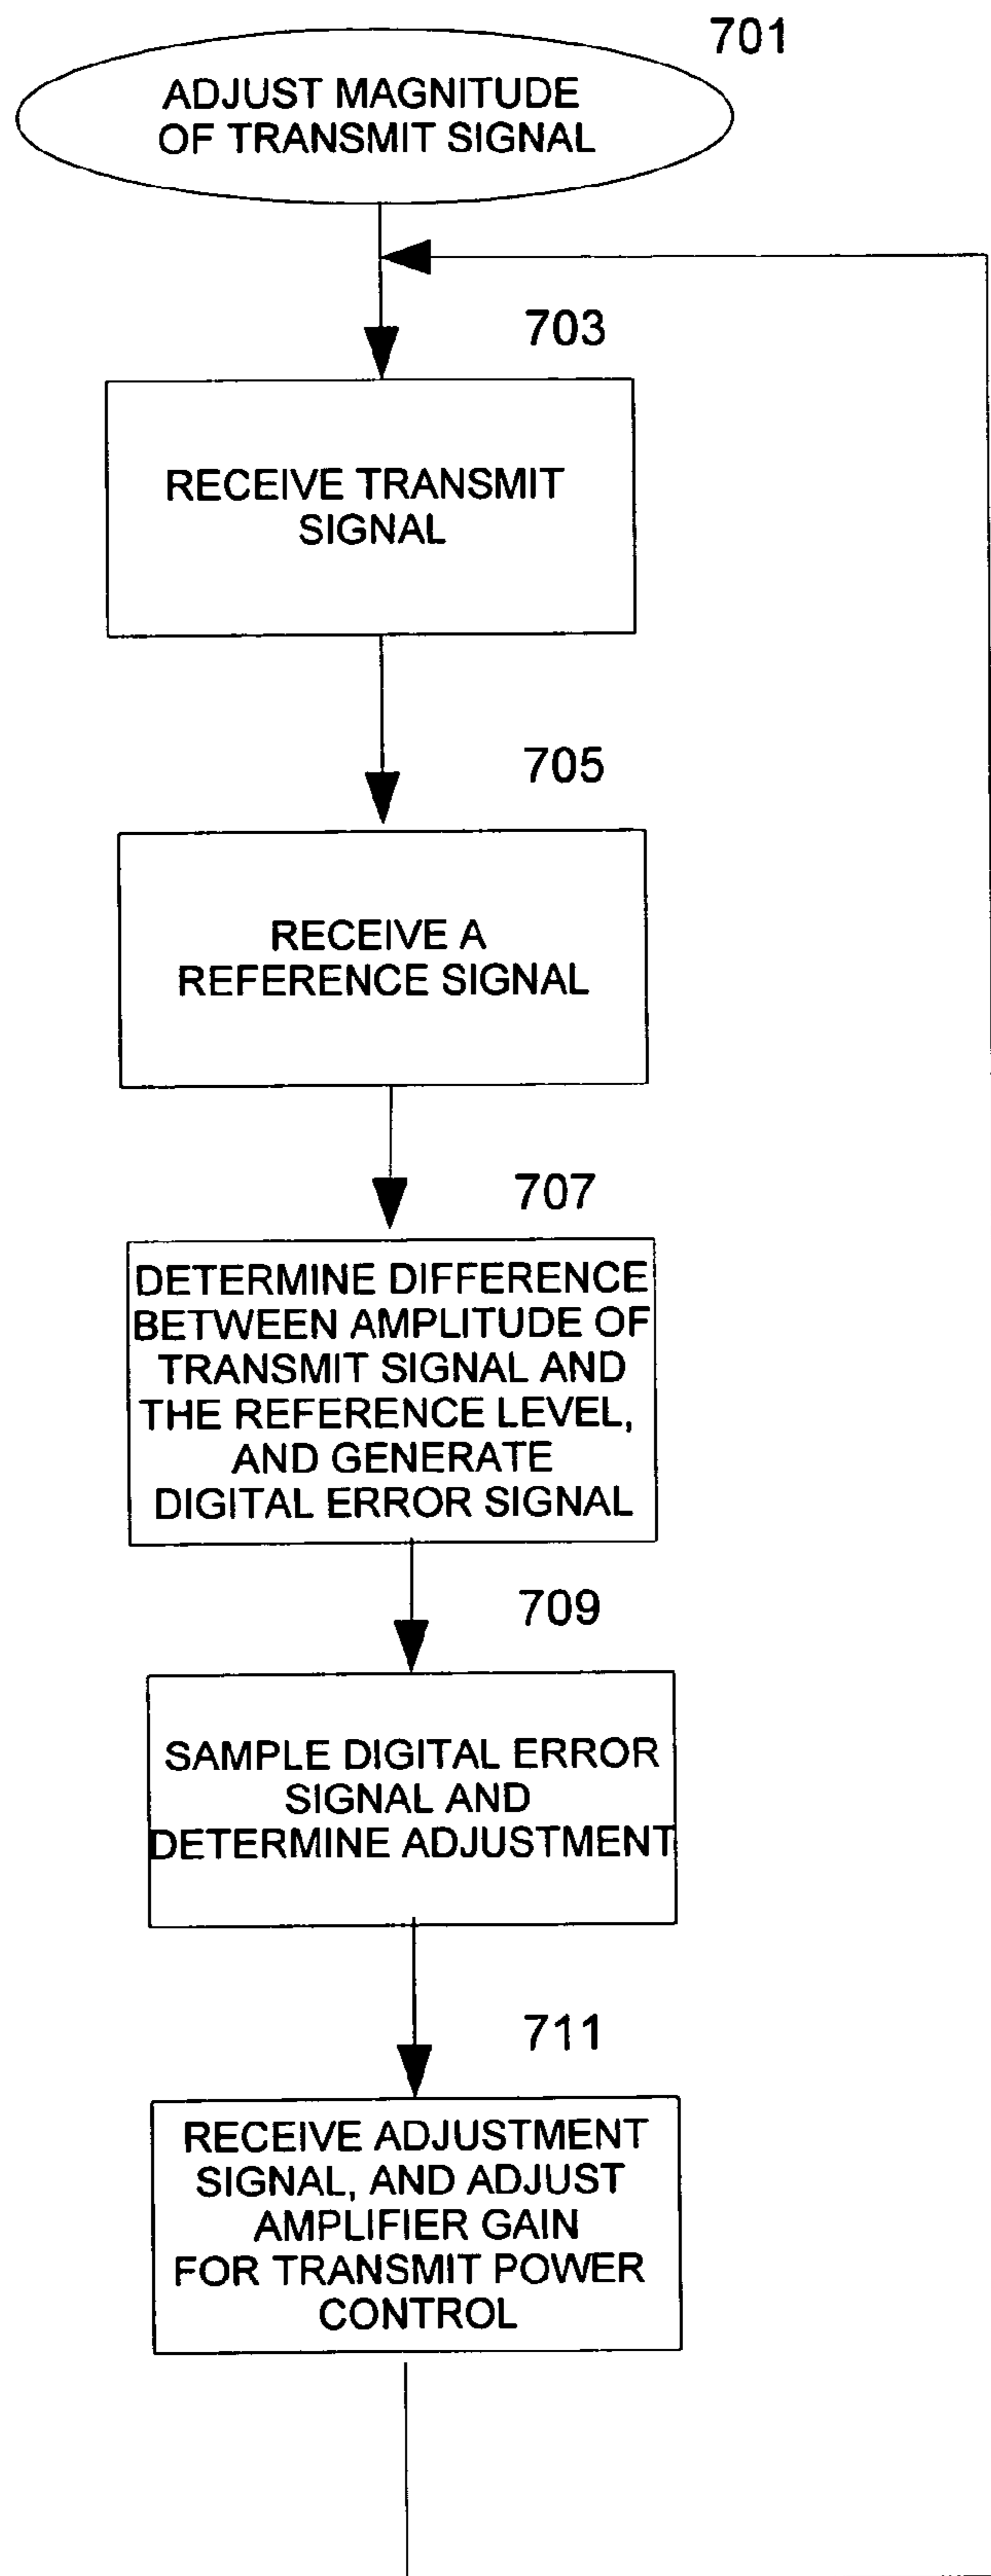 701
ADJUST MAGNITUDE
OF TRANSMIT SIGNAL
703
RECEIVE TRANSMIT
SIGNAL
705
RECEIVE A
REFERENCE SIGNAL
707
DETERMINE DIFFERENCE
BETWEEN AMPLITUDE OF
TRANSMIT SIGNAL AND
THE REFERENCE LEVEL,
AND GENERATE
DIGITAL ERROR SIGNAL
709
SAMPLE DIGITAL ERROR
SIGNAL AND
DETERMINE ADJUSTMENT
711
RECEIVE ADJUSTMENT
SIGNAL, AND ADJUST
AMPLIFIER GAIN
FOR TRANSMIT POWER
CONTROL